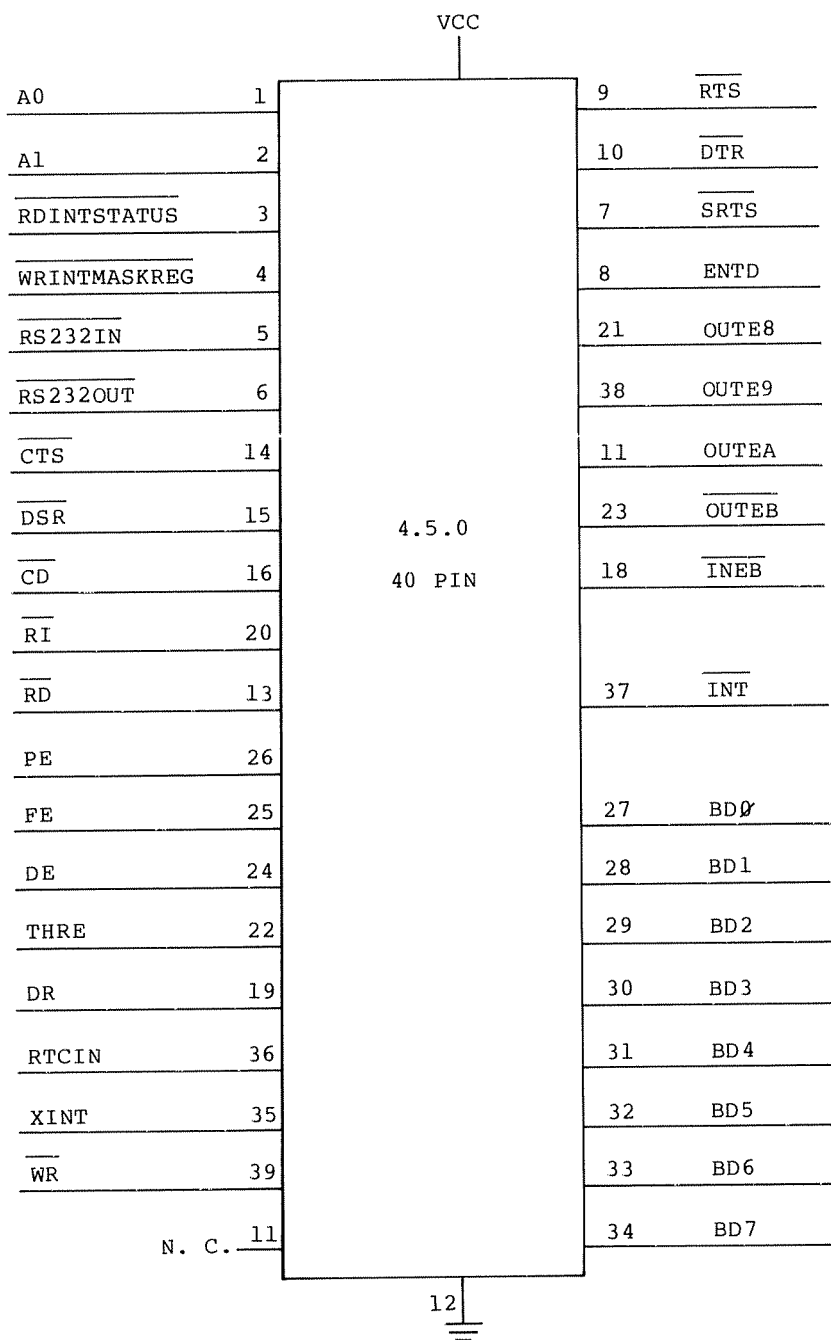 VCC
A0 1
A1 2
RDINTSTATUS 3
WRINTMASKREG 4
RS232IN 5
RS232OUT 6
CTS 14
DSR 15
CD 16
RI 20
RD 13
PE 26
FE 25
DE 24
THRE 22
DR 19
RTCIN 36
XINT 35
WR 39
N. C. 11
4.5.0
40 PIN
9 RTS
10 DTR
7 SRTS
8 ENTD
21 OUTE8
38 OUTE9
11 OUTEA
23 OUTEB
18 INEB
37 INT
27 BD0
28 BD1
29 BD2
30 BD3
31 BD4
32 BD5
33 BD6
34 BD7
12